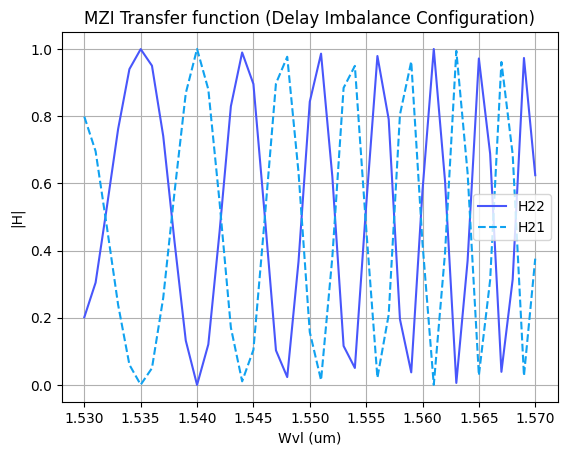 MZI Transfer function (Delay Imbalance Configuration)
|H|
1.0
0.8
0.6
0.4
0.2
0.0
H22
H21
1.530 1.535 1.540 1.545 1.550 1.555 1.560 1.565 1.570
Wvl (um)